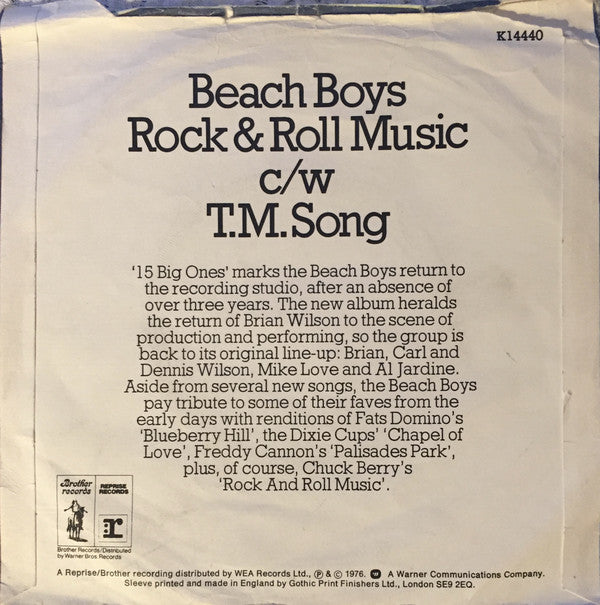 K14440
Beach Boys
Rock & Roll Music
c/w
T.M. Song
'15 Big Ones' marks the Beach Boys return to
the recording studio, after an absence of
over three years. The new album heralds
the return of Brian Wilson to the scene of
production and performing, so the group is
back to its original line-up: Brian, Carl and
Dennis Wilson, Mike Love and Al Jardine.
Aside from several new songs, the Beach Boys
pay tribute to some of their faves from the
early days with renditions of Fats Domino's
'Blueberry Hill', the Dixie Cups' 'Chapel of
Love', Freddy Cannon's 'Palisades Park',
plus, of course, Chuck Berry's
'Rock And Roll Music'.
Brother
records
REPRISE
RECORDS
r
Brother Records/Distributed
by Warner Bros. Records
A Reprise/Brother recording distributed by WEA Records Ltd., ℗ & © 1976. A Warner Communications Company.
Sleeve printed and made in England by Gothic Print Finishers Ltd., London SE9 2EQ.